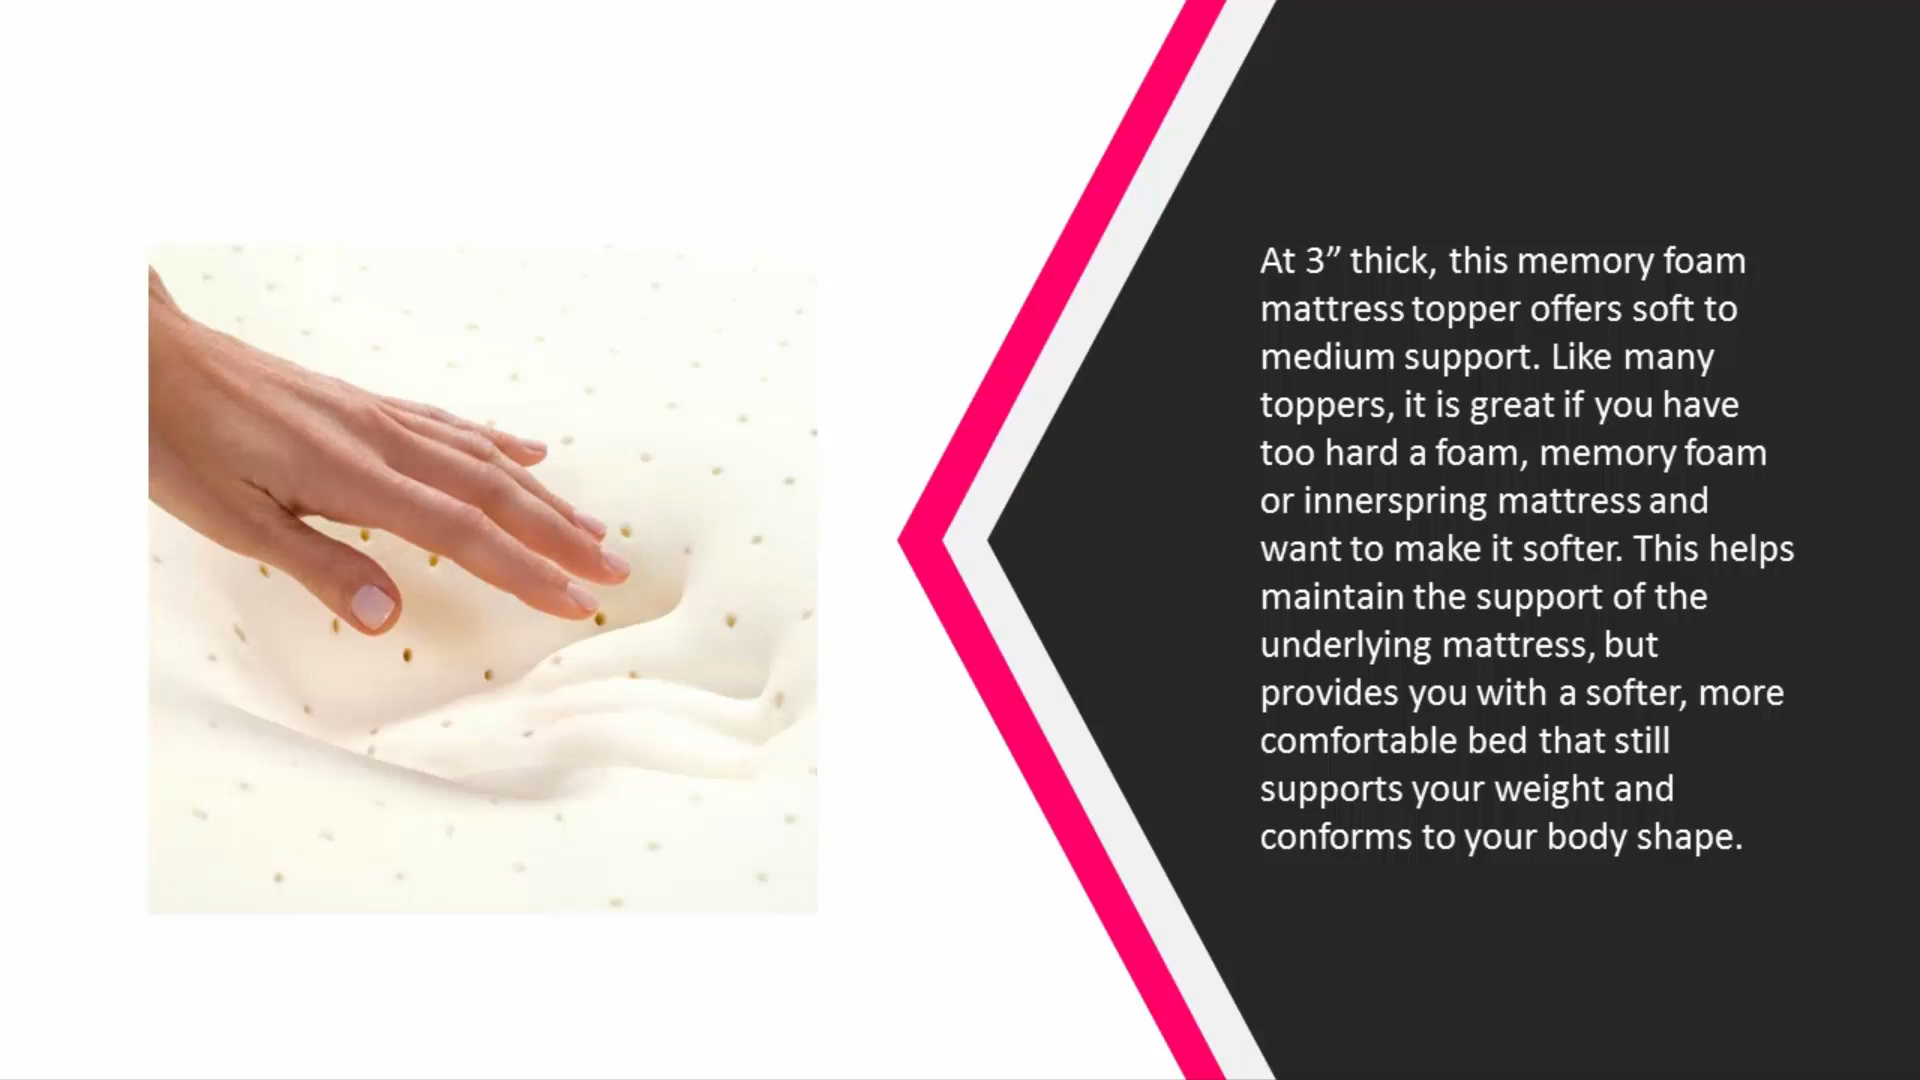 At 3” thick, this memory foam
mattress topper offers soft to
medium support. Like many
toppers, it is great if you have
too hard a foam, memory foam
or innerspring mattress and
want to make it softer. This helps
maintain the support of the
underlying mattress, but
provides you with a softer, more
comfortable bed that still
supports your weight and
conforms to your body shape.